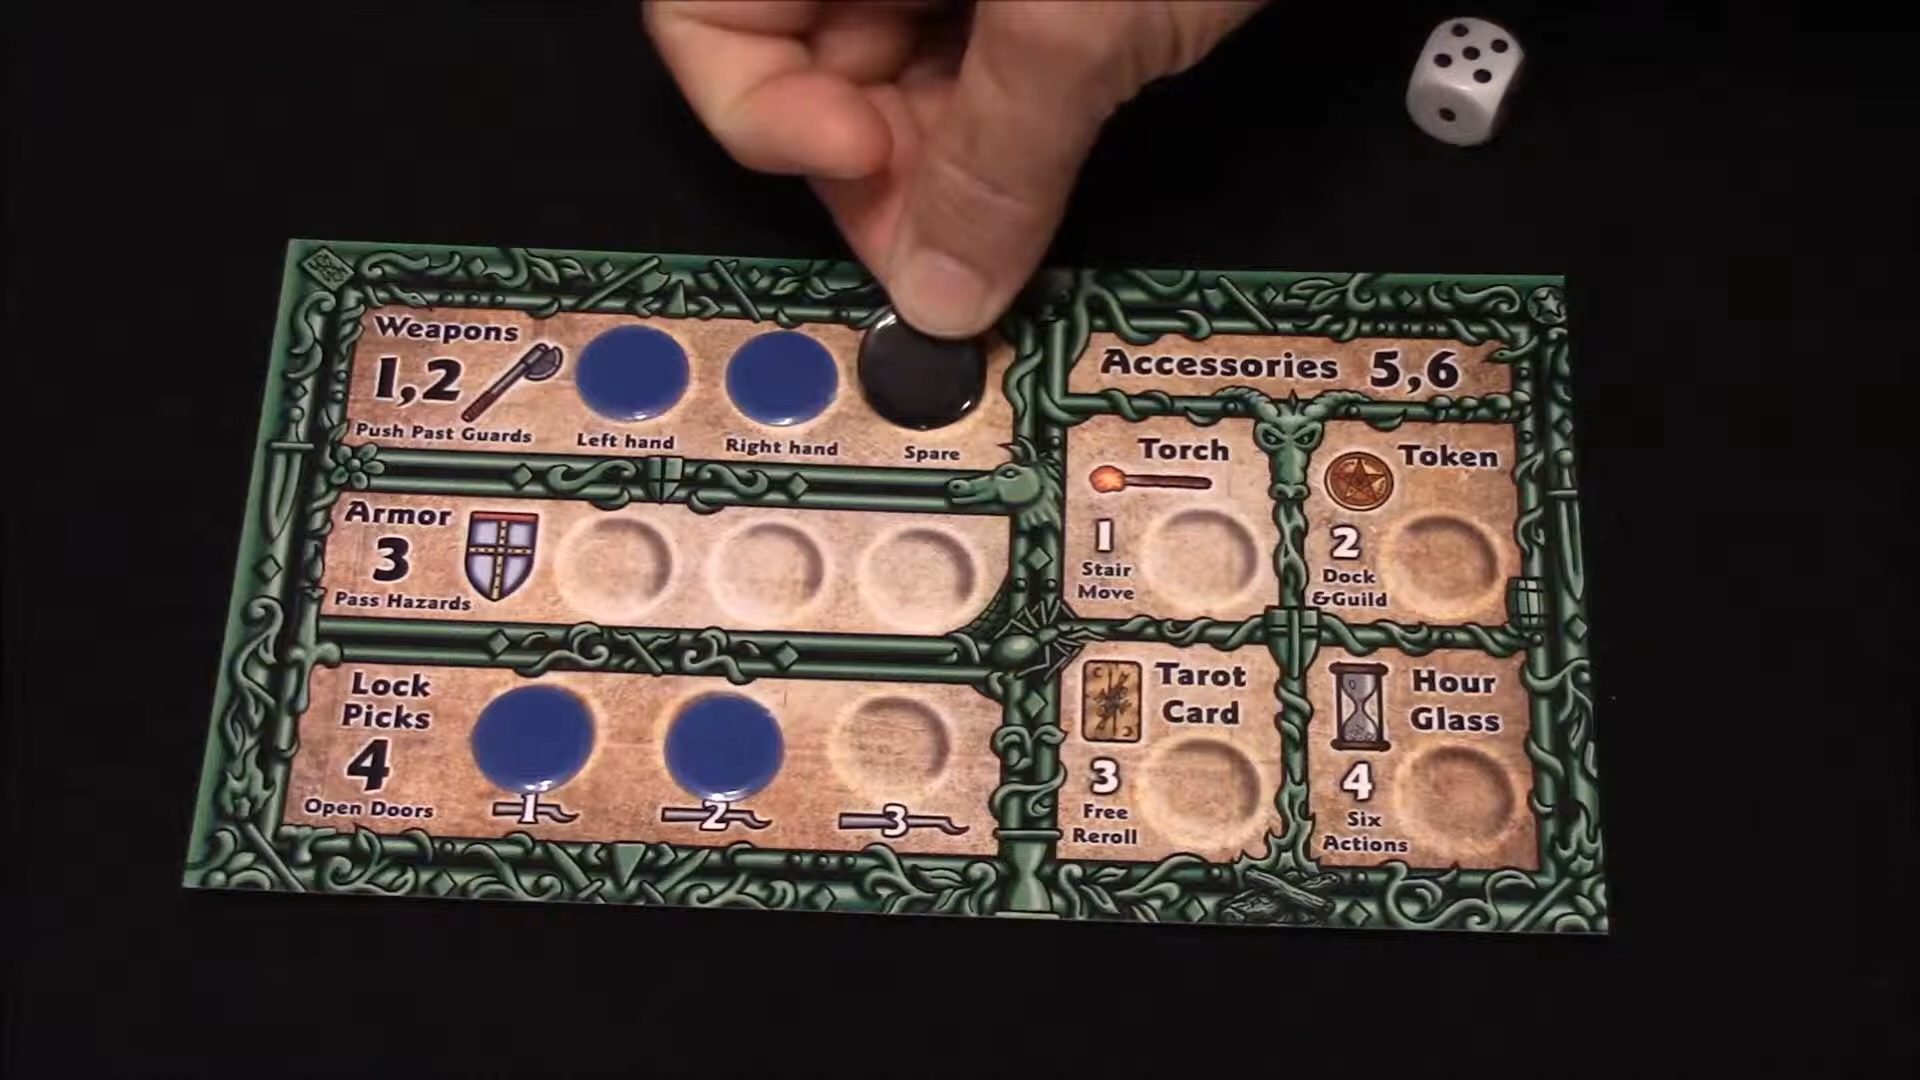 Weapons
1,2
Push Past Guards
Left hand
Right hand
Spare
Armor
3
Pass Hazards
Lock
Picks
4
Open Doors
1
2
3
Accessories 5,6
Torch
1
Stair
Move
Token
2
Dock
&Guild
Tarot
Card
3
Free
Reroll
Hour
Glass
4
Six
Actions